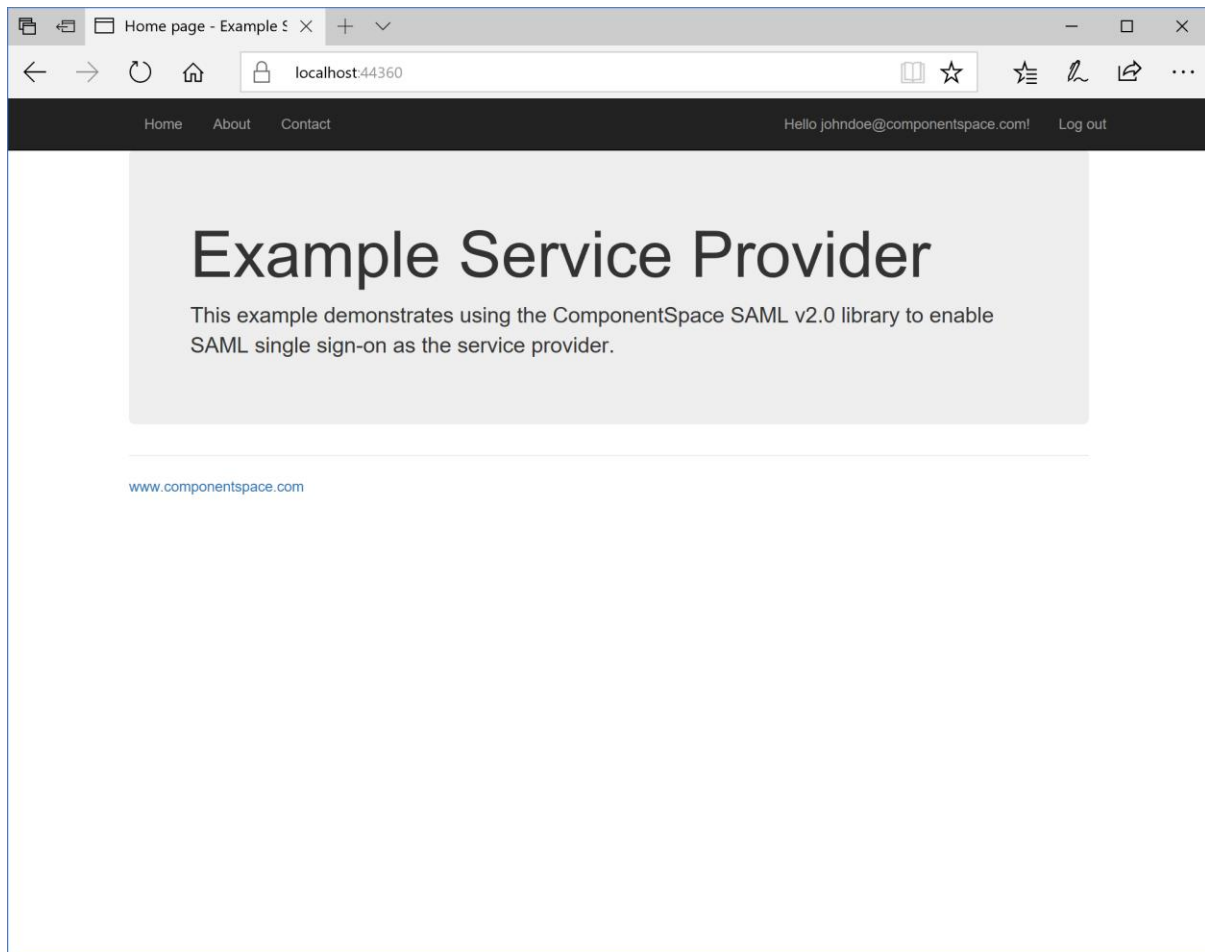 Home page - Example S
localhost:44360
Home About Contact Hello johndoe@componentspace.com! Log out
Example Service Provider
This example demonstrates using the ComponentSpace SAML v2.0 library to enable
SAML single sign-on as the service provider.
www.componentspace.com